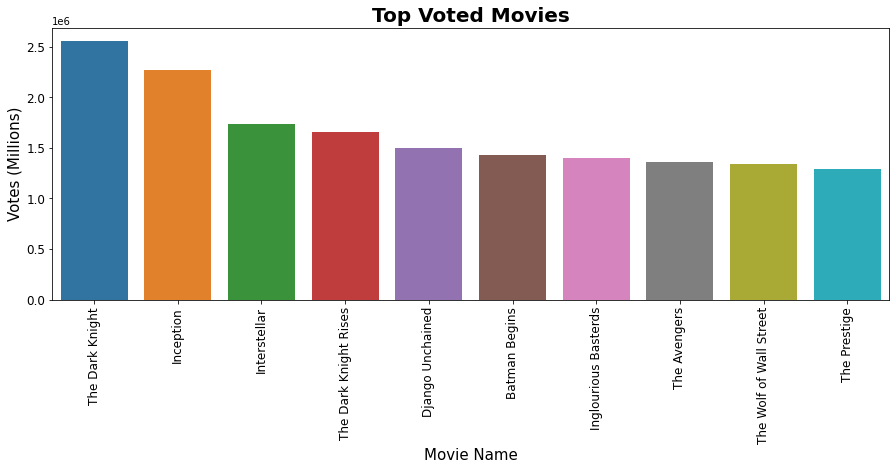 Top Voted Movies
1e6
Votes (Millions)
2.5
2.0
1.5
1.0
0.5
0.0
The Dark Knight
Inception
Interstellar
The Dark Knight Rises
Django Unchained
Batman Begins
Inglourious Basterds
The Avengers
The Wolf of Wall Street
The Prestige
Movie Name